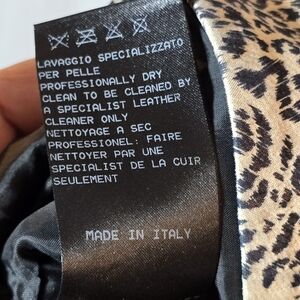 LAVAGGIO SPECIALIZZATO
PER PELLE
PROFESSIONALLY DRY
CLEAN TO BE CLEANED BY
A SPECIALIST LEATHER
CLEANER ONLY
NETTOYAGE A SEC
PROFESSIONEL: FAIRE
NETTOYER PAR UN
SPECIALIST DE LA CUIR
SEULEMENT
MADE IN ITALY